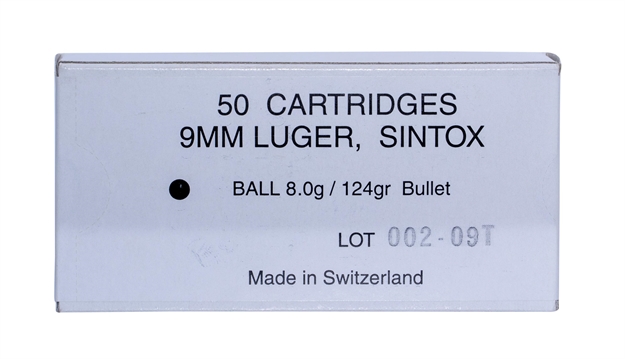 50 CARTRIDGES
9MM LUGER, SINTOX
BALL 8.0g / 124gr Bullet
LOT 002-09T
Made in Switzerland